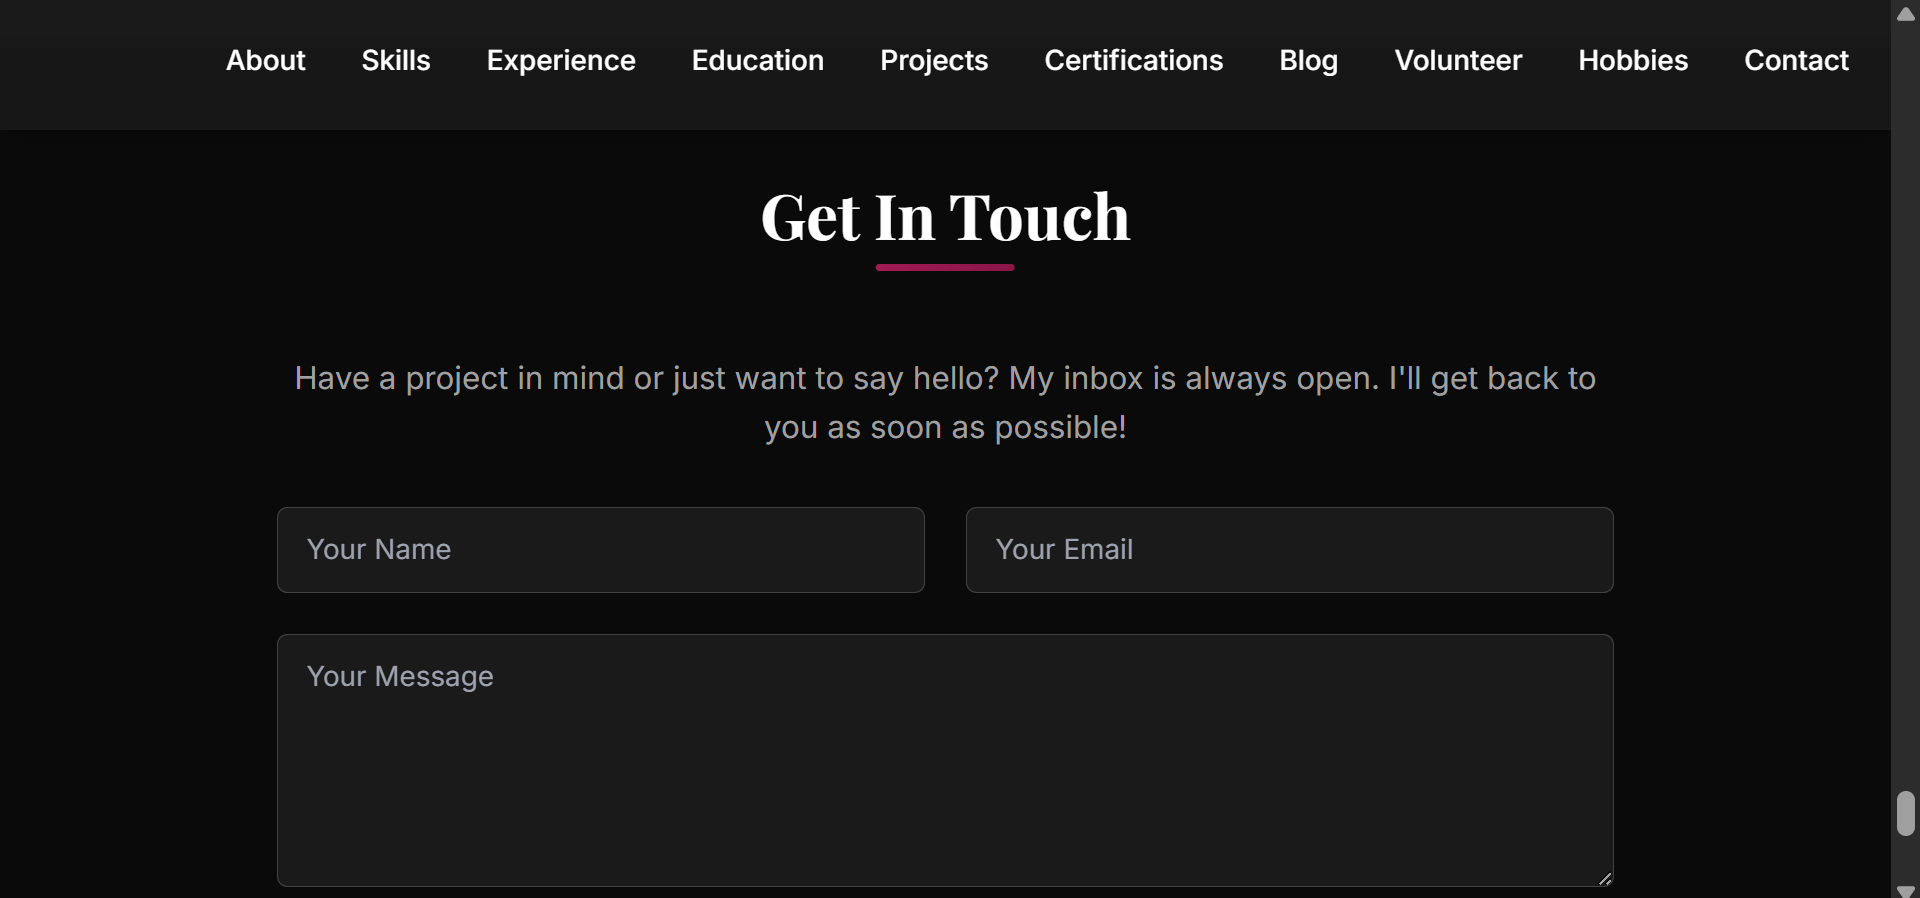 About Skills Experience Education Projects Certifications Blog Volunteer Hobbies Contact
Get In Touch
Have a project in mind or just want to say hello? My inbox is always open. I'll get back to
you as soon as possible!
Your Name Your Email
Your Message